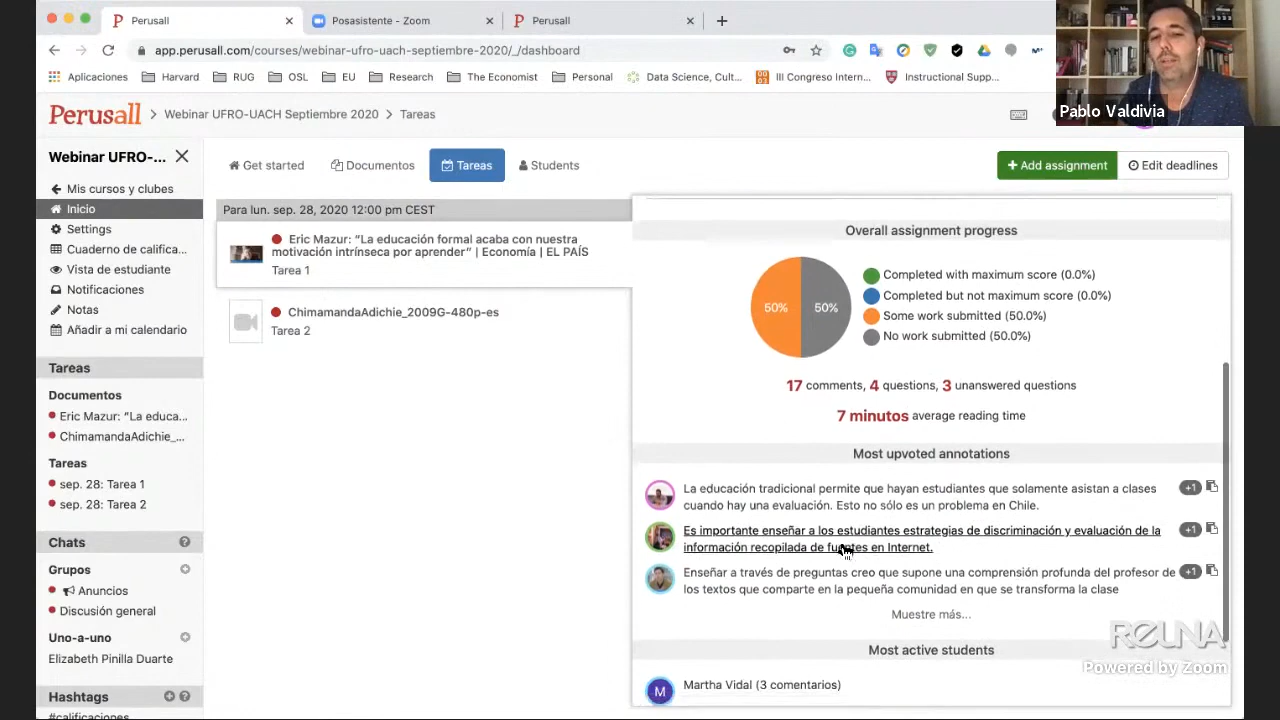 Perusall
Posasistente - Zoom
Perusall
app.perusall.com/courses/webinar-ufro-uach-septiembre-2020/_/dashboard
Aplicaciones
Harvard
RUG
OSL
EU
Research
The Economist
Personal
Data Science, Cult...
III Congreso Intern...
Instructional Supp...
Pablo Valdivia
Perusall
Webinar UFRO-UACH Septiembre 2020
Tareas
Webinar UFRO-...
Mis cursos y clubes
Inicio
Settings
Cuaderno de califica...
Vista de estudiante
Notificaciones
Notas
Añadir a mi calendario
Tareas
Documentos
Eric Mazur: “La educa...
ChimamandaAdichie_...
Tareas
sep. 28: Tarea 1
sep. 28: Tarea 2
Chats
Grupos
Anuncios
Discusión general
Uno-a-uno
Elizabeth Pinilla Duarte
Hashtags
#calificaciones
Get started
Documentos
Tareas
Students
+ Add assignment
Edit deadlines
Para lun. sep. 28, 2020 12:00 pm CEST
Eric Mazur: “La educación formal acaba con nuestra
motivación intrínseca por aprender” | Economía | EL PAÍS
Tarea 1
ChimamandaAdichie_2009G-480p-es
Tarea 2
Overall assignment progress
50%
50%
Completed with maximum score (0.0%)
Completed but not maximum score (0.0%)
Some work submitted (50.0%)
No work submitted (50.0%)
17 comments, 4 questions, 3 unanswered questions
7 minutos average reading time
Most upvoted annotations
La educación tradicional permite que hayan estudiantes que solamente asistan a clases
cuando hay una evaluación. Esto no sólo es un problema en Chile.
+1
Es importante enseñar a los estudiantes estrategias de discriminación y evaluación de la
información recopilada de fuentes en Internet.
+1
Enseñar a través de preguntas creo que supone una comprensión profunda del profesor de
los textos que comparte en la pequeña comunidad en que se transforma la clase
+1
Muestre más...
Most active students
M
Martha Vidal (3 comentarios)
REUNA
Powered by Zoom